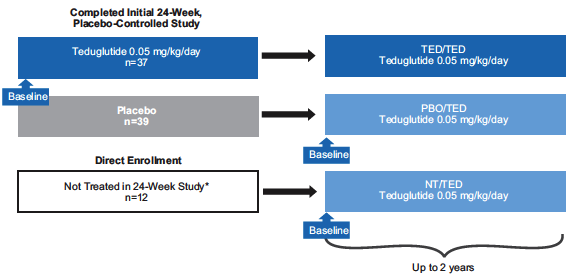 Completed Initial 24-Week,
Placebo-Controlled Study
Teduglutide 0.05 mg/kg/day
n=37
TED/TED
Teduglutide 0.05 mg/kg/day
Baseline
Placebo
n=39
PBO/TED
Teduglutide 0.05 mg/kg/day
Baseline
Direct Enrollment
Not Treated in 24-Week Study*
n=12
NT/TED
Teduglutide 0.05 mg/kg/day
Baseline
Up to 2 years